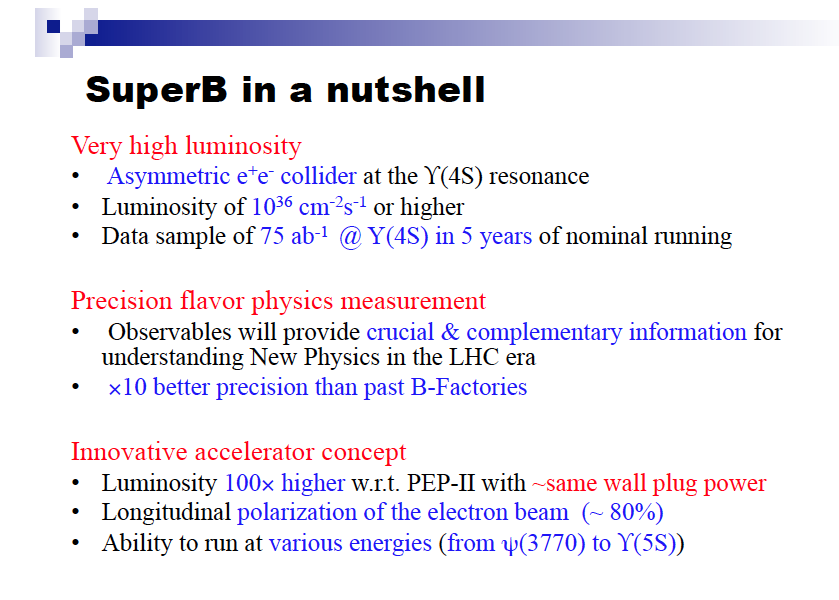 SuperB in a nutshell
Very high luminosity
• Asymmetric e⁺e⁻ collider at the ϒ(4S) resonance
• Luminosity of 10³⁶ cm⁻²s⁻¹ or higher
• Data sample of 75 ab⁻¹ @ Y(4S) in 5 years of nominal running
Precision flavor physics measurement
• Observables will provide crucial & complementary information for
understanding New Physics in the LHC era
• ×10 better precision than past B-Factories
Innovative accelerator concept
• Luminosity 100× higher w.r.t. PEP-II with ~same wall plug power
• Longitudinal polarization of the electron beam (~ 80%)
• Ability to run at various energies (from ψ(3770) to ϒ(5S))